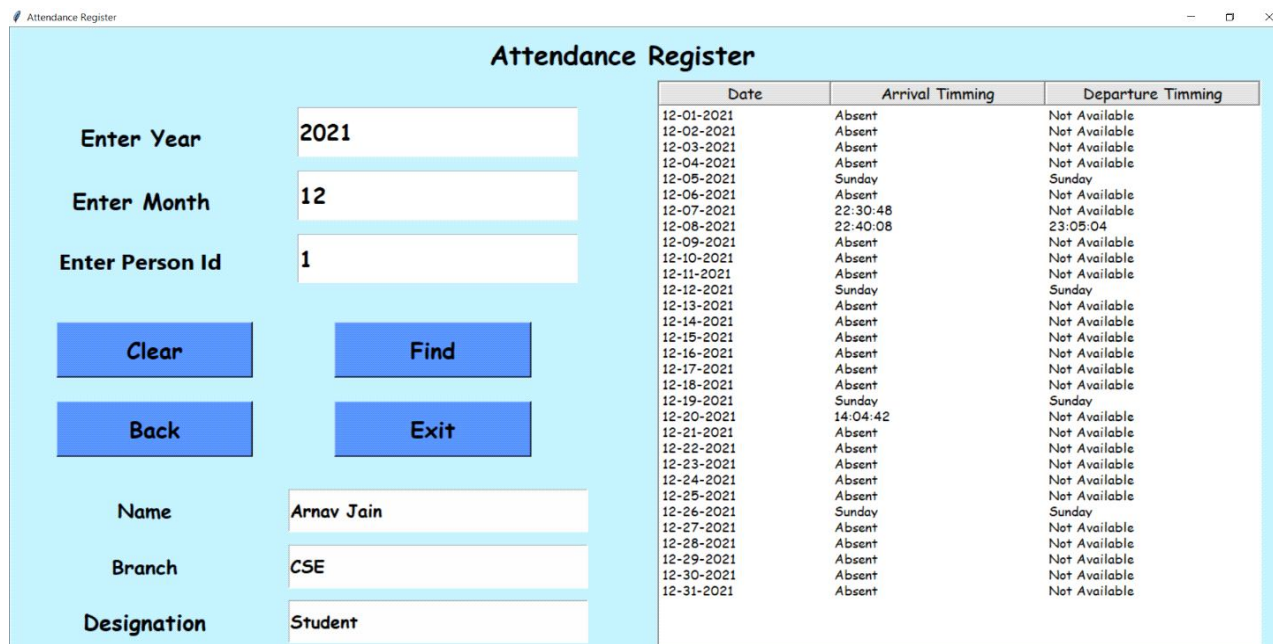 Attendance Register
Attendance Register
Enter Year
2021
Enter Month
12
Enter Person Id
1
Clear
Find
Back
Exit
Name
Arnav Jain
Branch
CSE
Designation
Student
Date Arrival Timming Departure Timming
12-01-2021 Absent Not Available
12-02-2021 Absent Not Available
12-03-2021 Absent Not Available
12-04-2021 Absent Not Available
12-05-2021 Sunday Sunday
12-06-2021 Absent Not Available
12-07-2021 22:30:48 Not Available
12-08-2021 22:40:08 23:05:04
12-09-2021 Absent Not Available
12-10-2021 Absent Not Available
12-11-2021 Absent Not Available
12-12-2021 Sunday Sunday
12-13-2021 Absent Not Available
12-14-2021 Absent Not Available
12-15-2021 Absent Not Available
12-16-2021 Absent Not Available
12-17-2021 Absent Not Available
12-18-2021 Absent Not Available
12-19-2021 Sunday Sunday
12-20-2021 14:04:42 Not Available
12-21-2021 Absent Not Available
12-22-2021 Absent Not Available
12-23-2021 Absent Not Available
12-24-2021 Absent Not Available
12-25-2021 Absent Not Available
12-26-2021 Sunday Sunday
12-27-2021 Absent Not Available
12-28-2021 Absent Not Available
12-29-2021 Absent Not Available
12-30-2021 Absent Not Available
12-31-2021 Absent Not Available